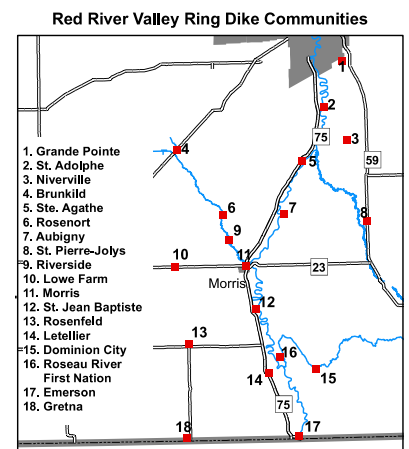 Red River Valley Ring Dike Communities
1
2
75
3
4
5
59
1. Grande Pointe
2. St. Adolphe
3. Niverville
4. Brunkild
5. Ste. Agathe
6. Rosenort
7. Aubigny
8. St. Pierre-Jolys
9. Riverside
10. Lowe Farm
11. Morris
12. St. Jean Baptiste
13. Rosenfeld
14. Letellier
15. Dominion City
16. Roseau River
First Nation
17. Emerson
18. Gretna
6
7
8
9
10
11
23
Morris
12
13
16
14
15
75
18
17